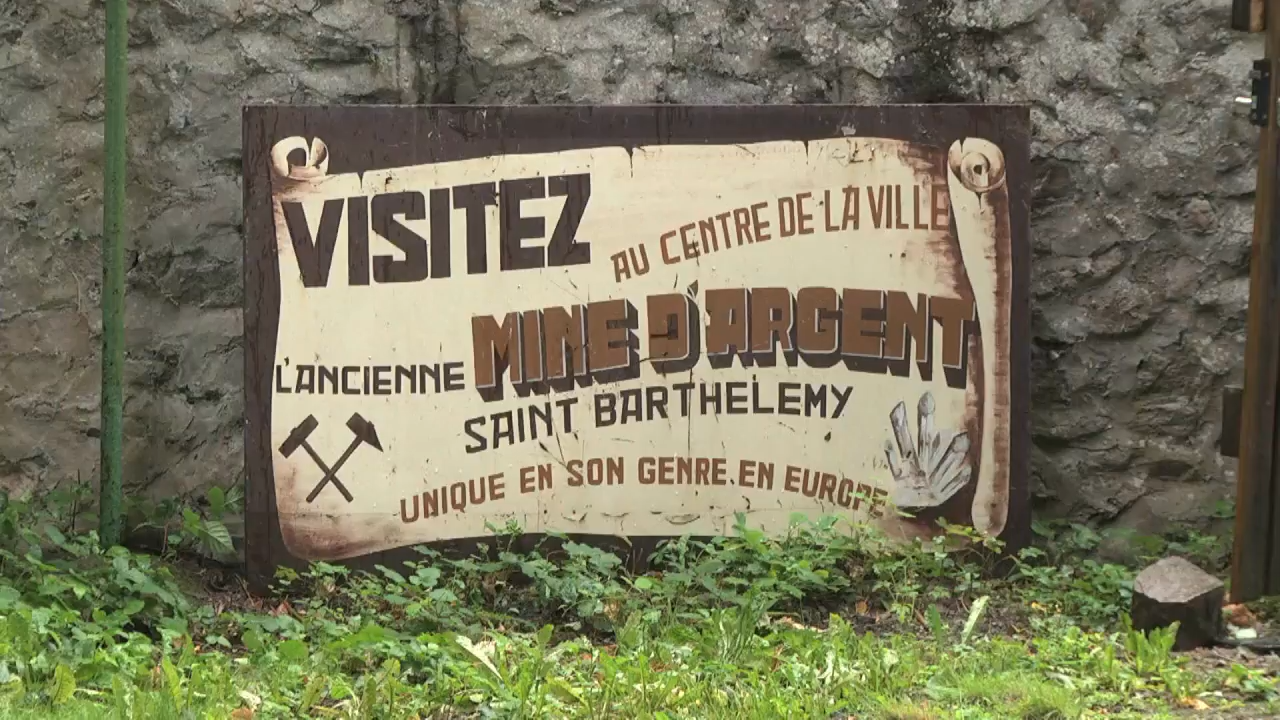 VISITEZ
AU CENTRE DE LA VILLE
L'ANCIENNE MINE D'ARGENT
SAINT BARTHELEMY
UNIQUE EN SON GENRE EN EUROPE